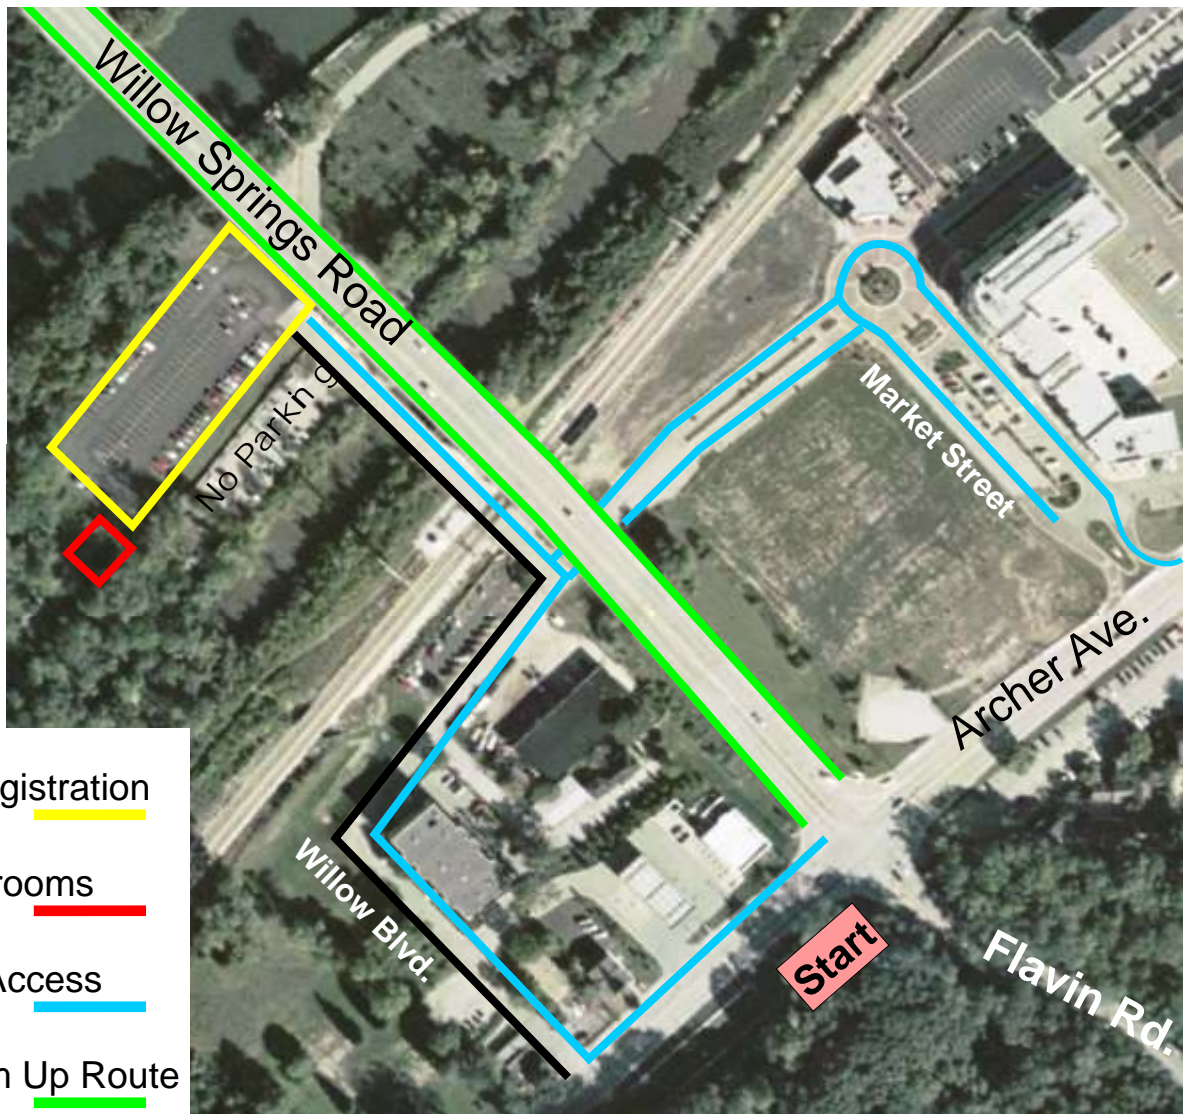 Willow Springs Road
No Parkin g
Market Street
Archer Ave.
Willow Blvd.
Start
Flavin Rd.
gistration
rooms
Access
Up Route